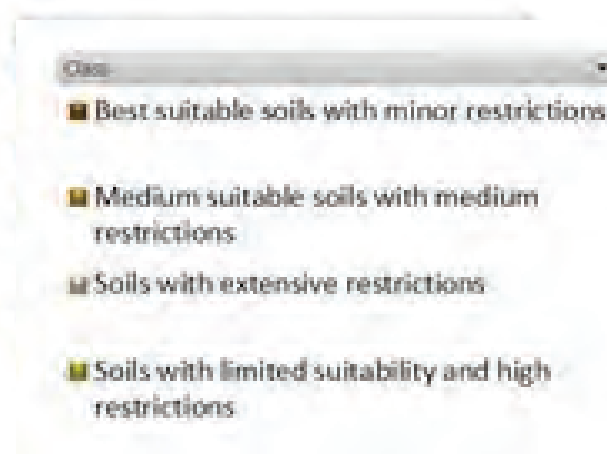 Class
Best suitable soils with minor restrictions
Medium suitable soils with medium
restrictions
Soils with extensive restrictions
Soils with limited suitability and high
restrictions